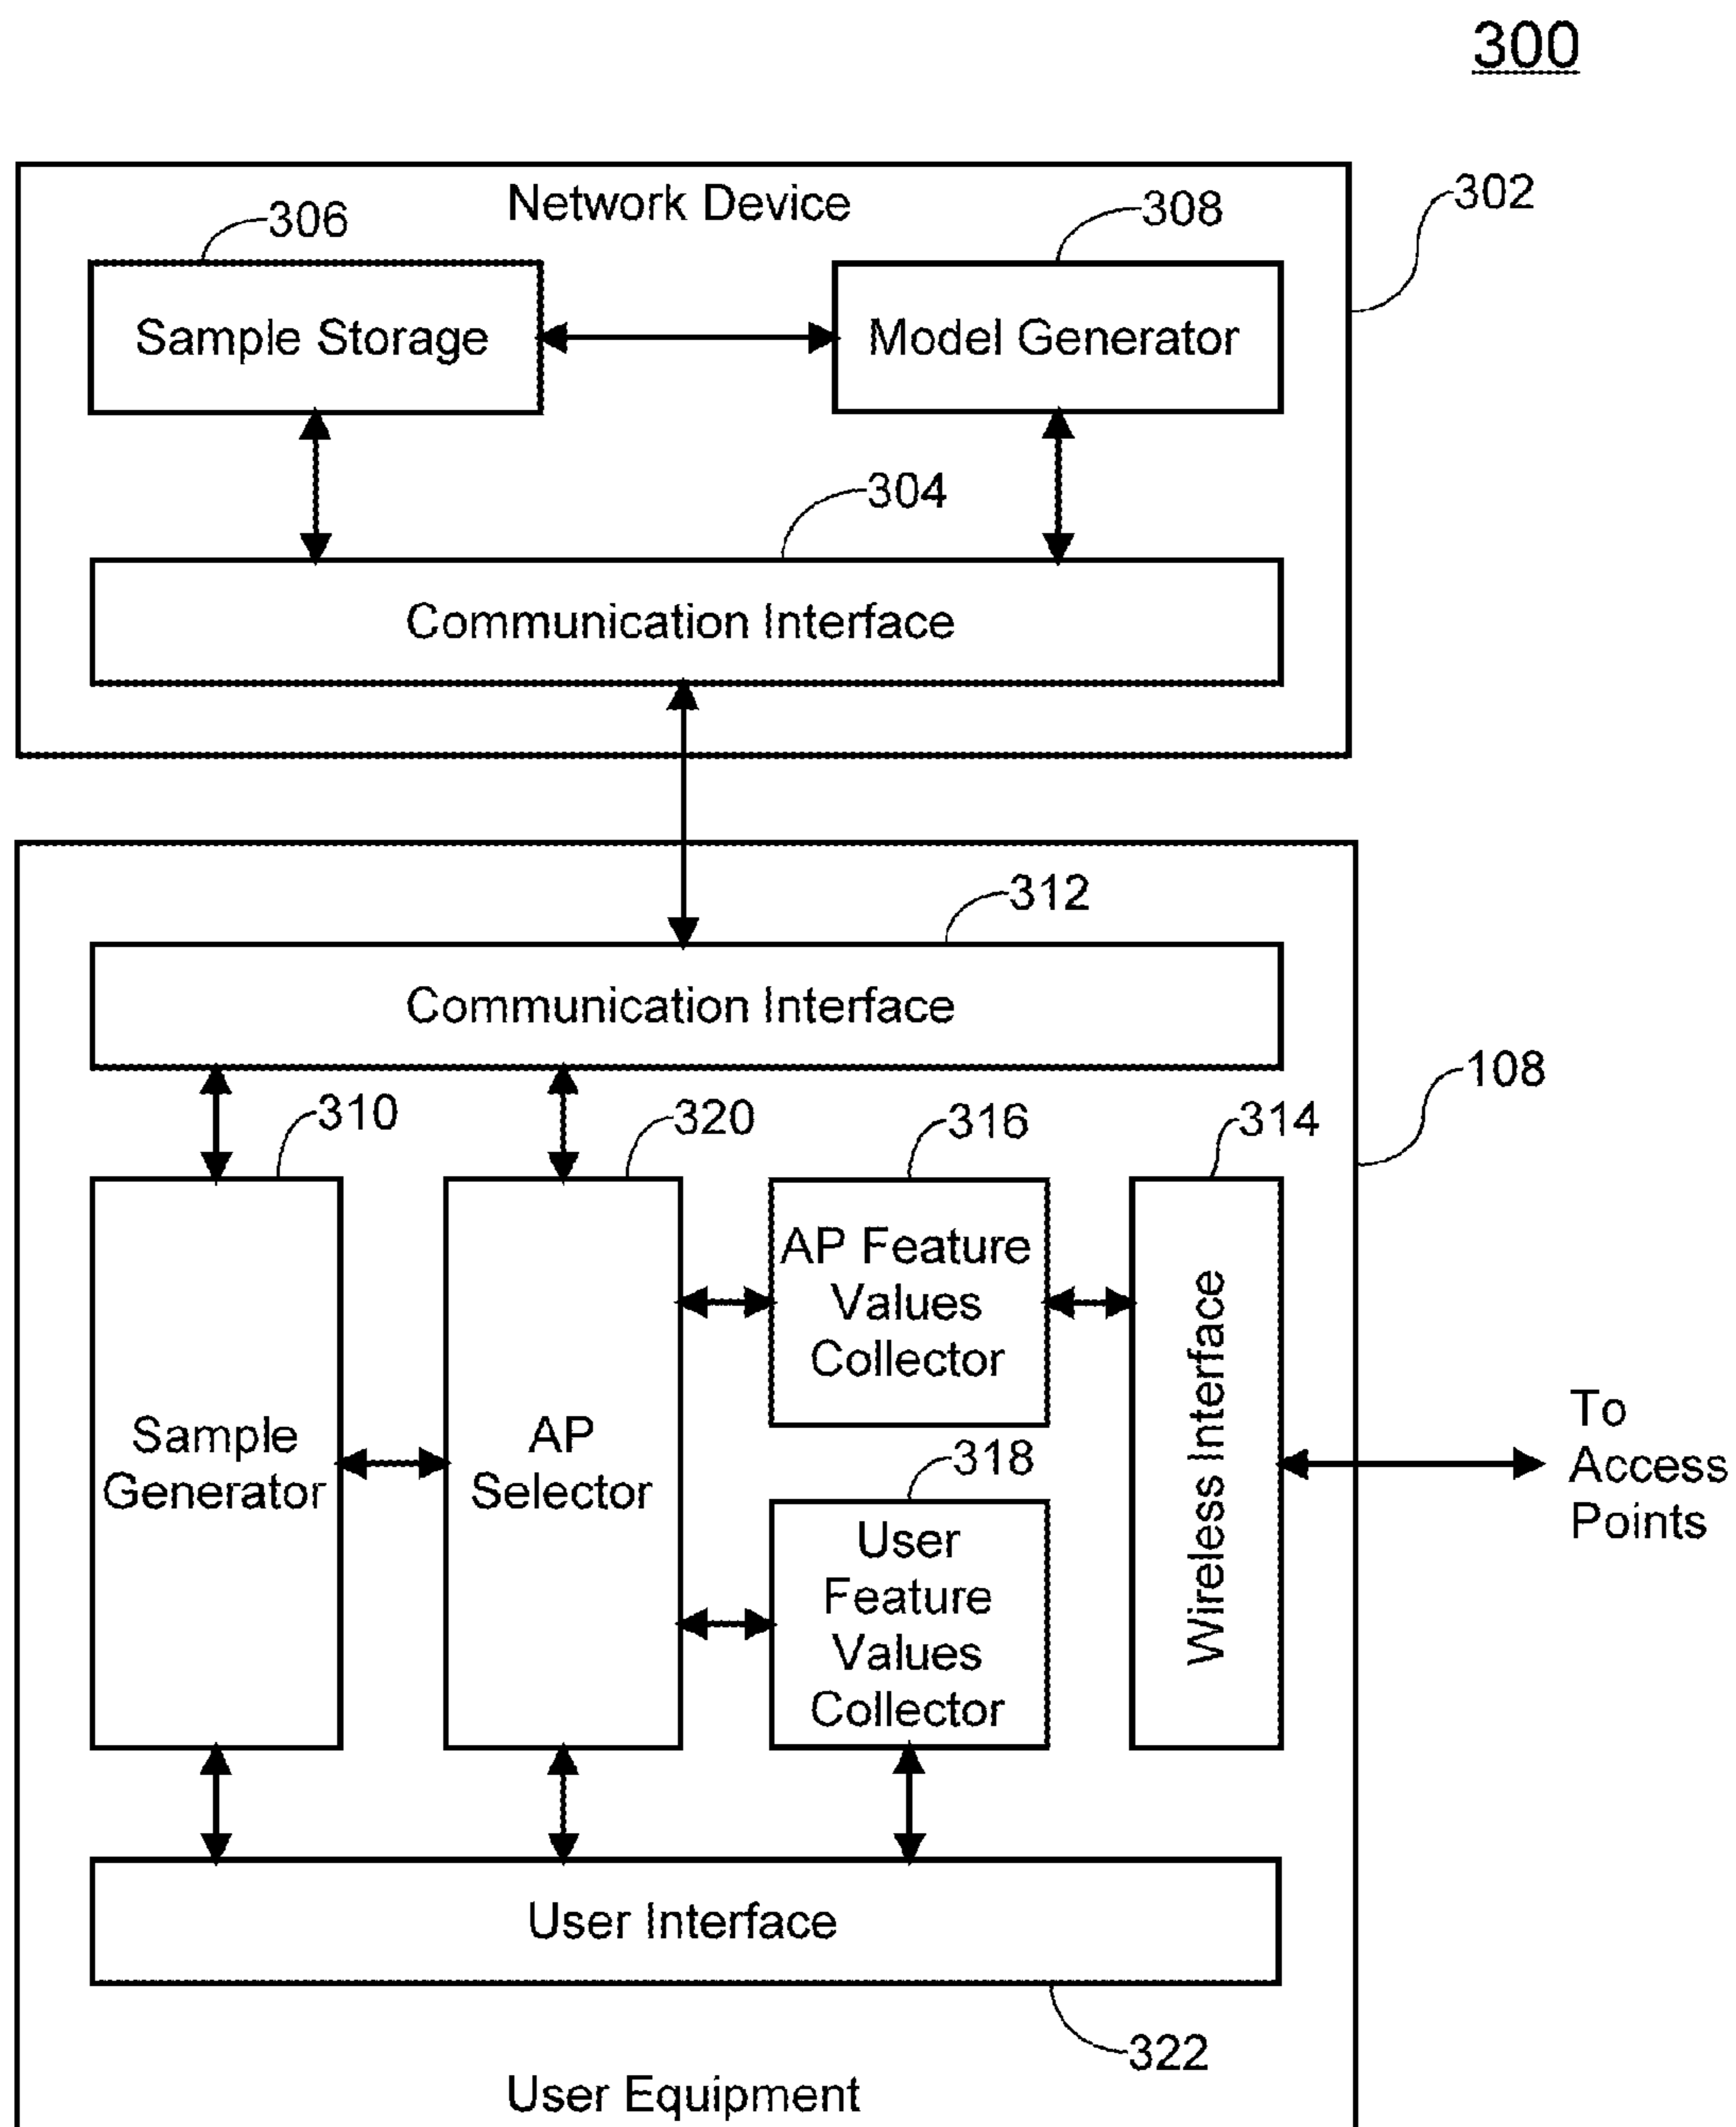 300
Network Device
302
306
308
Sample Storage
Model Generator
304
Communication Interface
312
Communication Interface
108
310
320
316
314
AP Feature
Values
Collector
Wireless Interface
To
Access
Points
Sample
Generator
AP
Selector
318
User
Feature
Values
Collector
User Interface
322
User Equipment